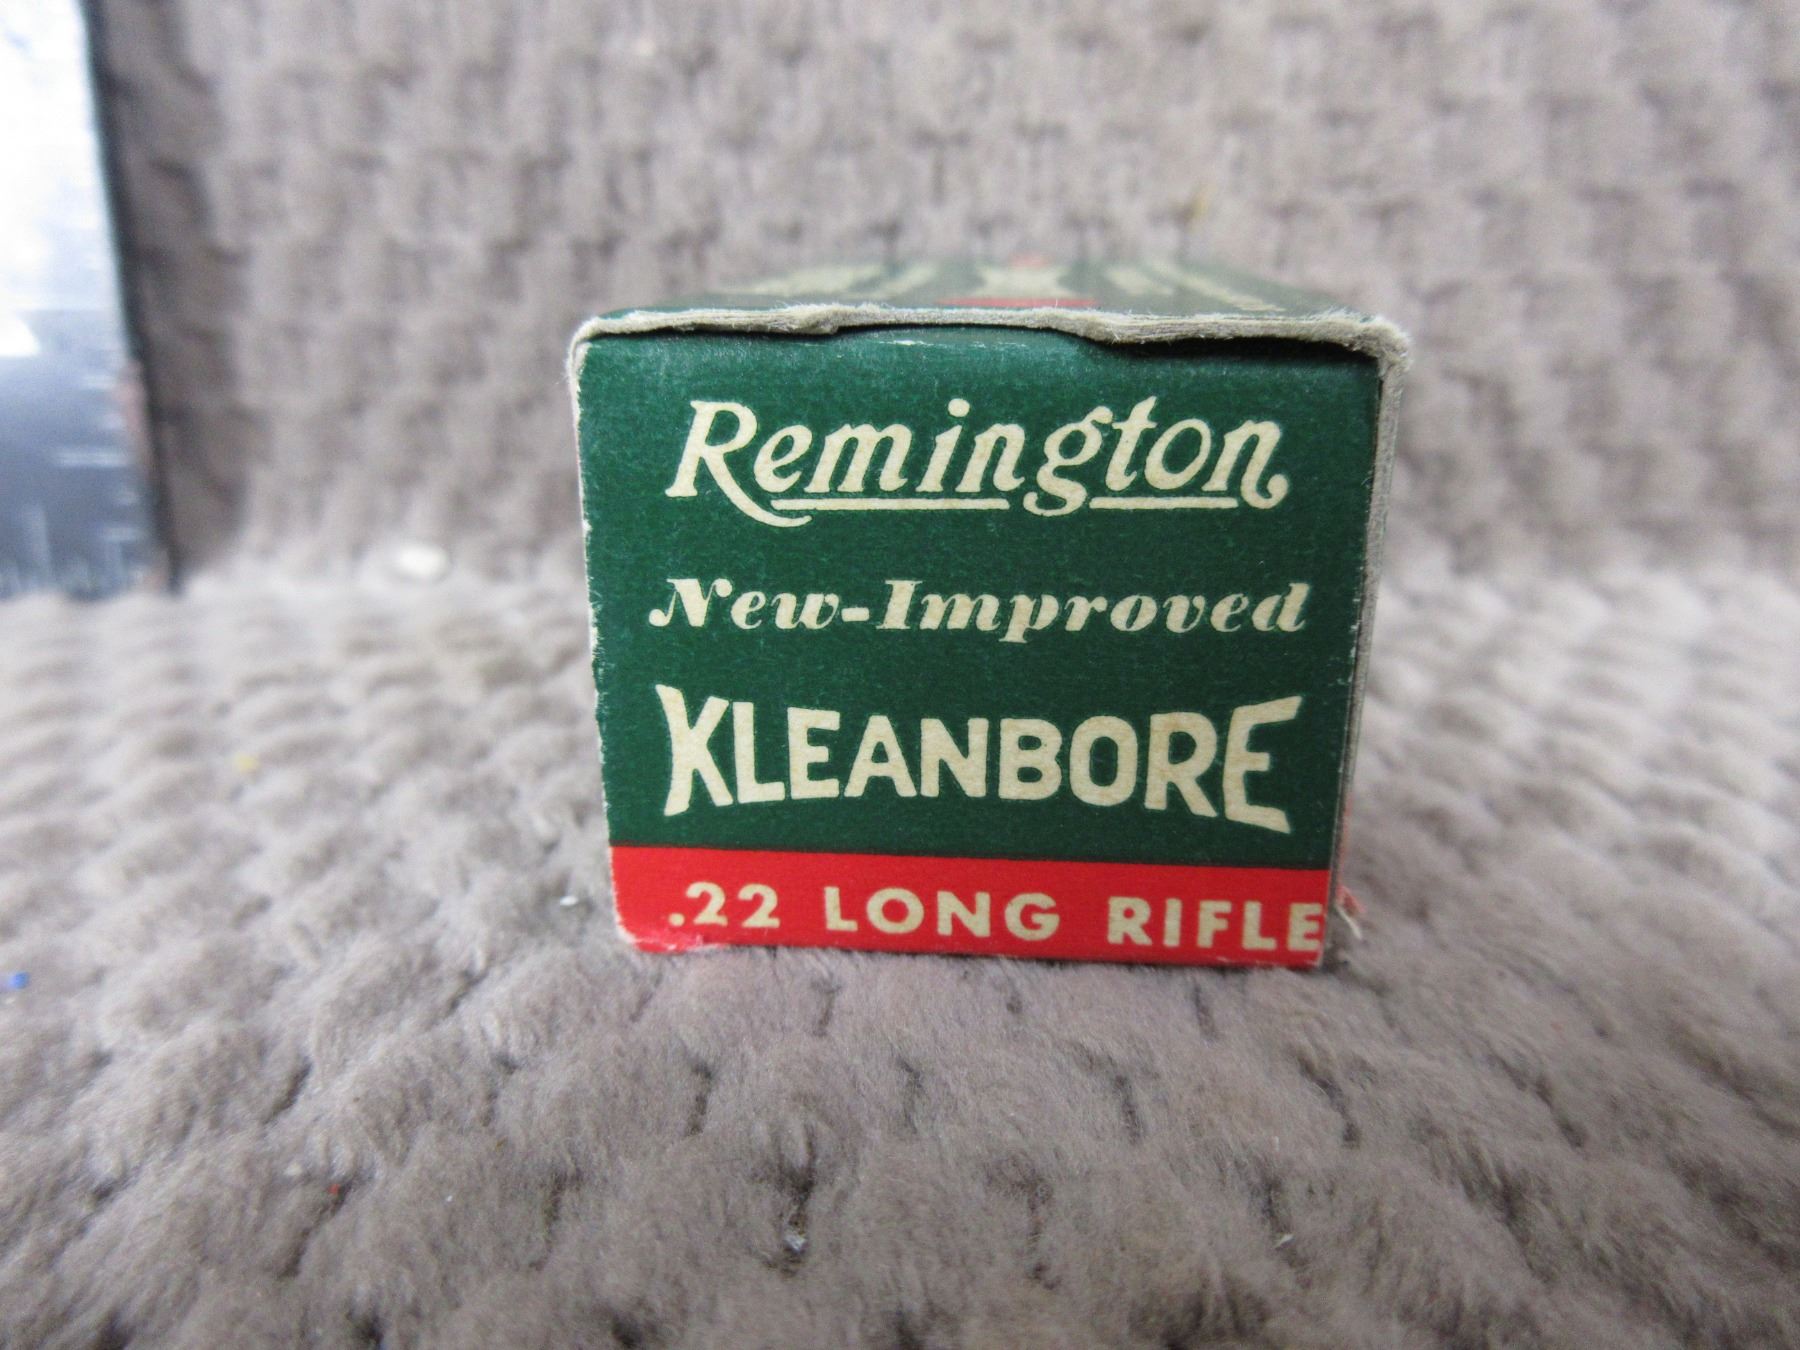 Remington
New-Improved
KLEANBORE
.22 LONG RIFLE